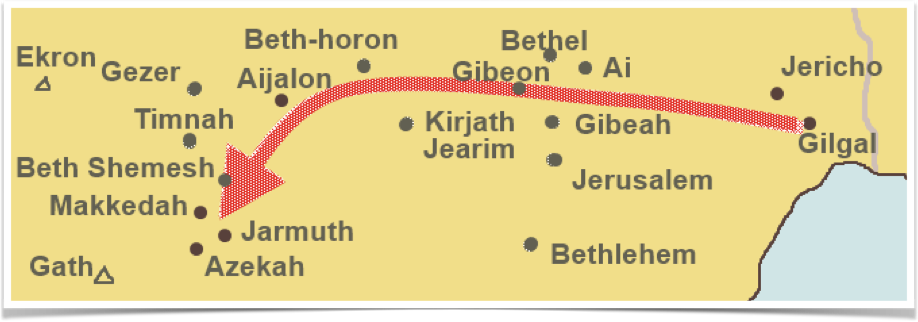 Beth-horon
Bethel
Ekron
Gezer
Aijalon
Gibeon
Ai
Jericho
Timnah
Kirjath
Jearim
Gibeah
Gilgal
Beth Shemesh
Jerusalem
Makkedah
Jarmuth
Azekah
Bethlehem
Gath